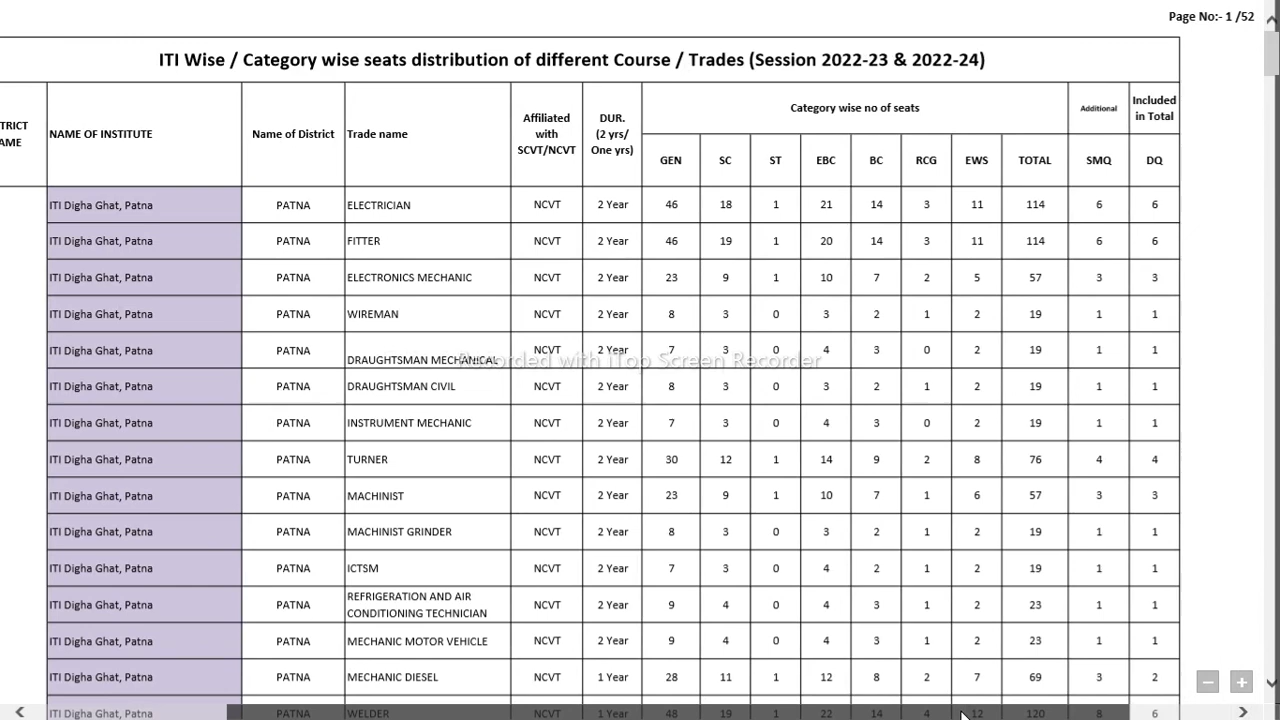 Page No:- 1 /52
ITI Wise / Category wise seats distribution of different Course / Trades (Session 2022-23 & 2022-24)
TRICT AME NAME OF INSTITUTE Name of District Trade name Affiliated with SCVT/NCVT DUR. (2 yrs/ One yrs) Category wise no of seats Additional Included in Total
GEN SC ST EBC BC RCG EWS TOTAL SMQ DQ
ITI Digha Ghat, Patna PATNA ELECTRICIAN NCVT 2 Year 46 18 1 21 14 3 11 114 6 6
ITI Digha Ghat, Patna PATNA FITTER NCVT 2 Year 46 19 1 20 14 3 11 114 6 6
ITI Digha Ghat, Patna PATNA ELECTRONICS MECHANIC NCVT 2 Year 23 9 1 10 7 2 5 57 3 3
ITI Digha Ghat, Patna PATNA WIREMAN NCVT 2 Year 8 3 0 3 2 1 2 19 1 1
ITI Digha Ghat, Patna PATNA DRAUGHTSMAN MECHANICAL NCVT 2 Year 7 3 0 4 3 0 2 19 1 1
Recorded with iTop Screen Recorder
ITI Digha Ghat, Patna PATNA DRAUGHTSMAN CIVIL NCVT 2 Year 8 3 0 3 2 1 2 19 1 1
ITI Digha Ghat, Patna PATNA INSTRUMENT MECHANIC NCVT 2 Year 7 3 0 4 3 0 2 19 1 1
ITI Digha Ghat, Patna PATNA TURNER NCVT 2 Year 30 12 1 14 9 2 8 76 4 4
ITI Digha Ghat, Patna PATNA MACHINIST NCVT 2 Year 23 9 1 10 7 1 6 57 3 3
ITI Digha Ghat, Patna PATNA MACHINIST GRINDER NCVT 2 Year 8 3 0 3 2 1 2 19 1 1
ITI Digha Ghat, Patna PATNA ICTSM NCVT 2 Year 7 3 0 4 2 1 2 19 1 1
ITI Digha Ghat, Patna PATNA REFRIGERATION AND AIR CONDITIONING TECHNICIAN NCVT 2 Year 9 4 0 4 3 1 2 23 1 1
ITI Digha Ghat, Patna PATNA MECHANIC MOTOR VEHICLE NCVT 2 Year 9 4 0 4 3 1 2 23 1 1
ITI Digha Ghat, Patna PATNA MECHANIC DIESEL NCVT 1 Year 28 11 1 12 8 2 7 69 3 2
ITI Digha Ghat, Patna PATNA WELDER NCVT 1 Year 48 19 1 22 14 4 12 120 8 6